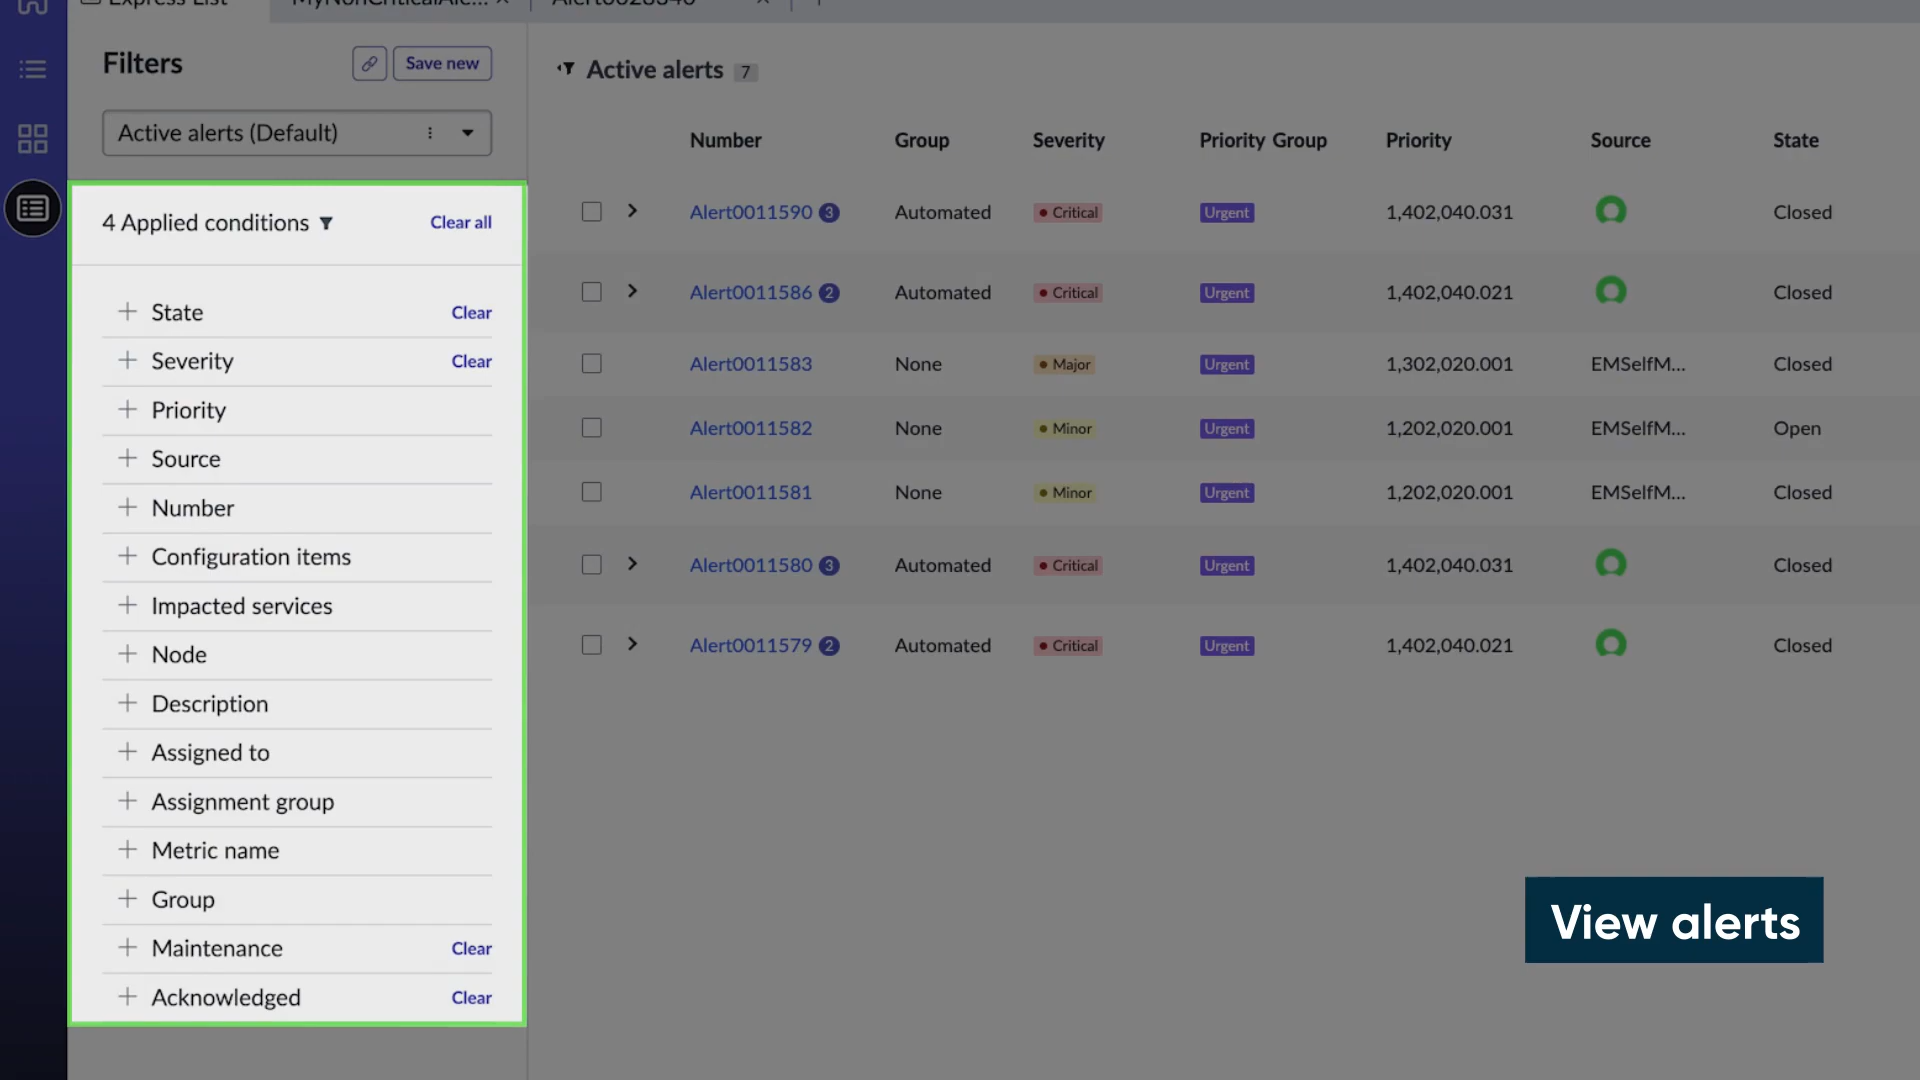 Express List MyNonCriticalAle...
Filters
Save new
Active alerts 7
Active alerts (Default)
Number Group Severity Priority Group Priority Source State
4 Applied conditions Clear all
Alert0011590 3 Automated Critical Urgent 1,402,040.031 Closed
Alert0011586 2 Automated Critical Urgent 1,402,040.021 Closed
Alert0011583 None Major Urgent 1,302,020.001 EMSelfM... Closed
Alert0011582 None Minor Urgent 1,202,020.001 EMSelfM... Open
Alert0011581 None Minor Urgent 1,202,020.001 EMSelfM... Closed
Alert0011580 3 Automated Critical Urgent 1,402,040.031 Closed
Alert0011579 2 Automated Critical Urgent 1,402,040.021 Closed
State Clear
Severity Clear
Priority
Source
Number
Configuration items
Impacted services
Node
Description
Assigned to
Assignment group
Metric name
Group
Maintenance Clear
Acknowledged Clear
View alerts